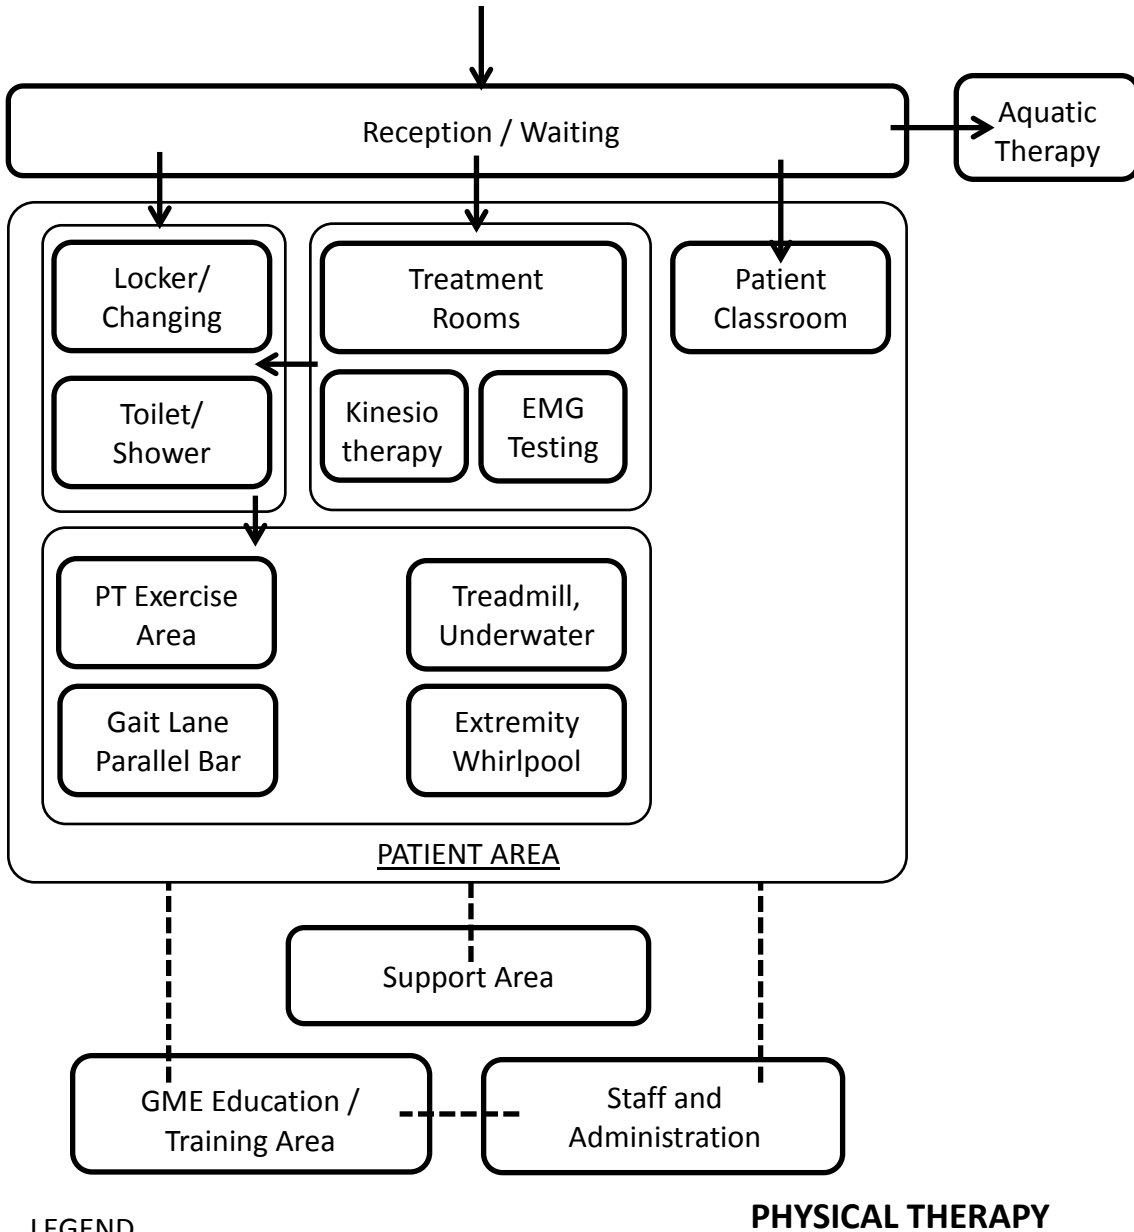 Reception / Waiting
Aquatic
Therapy
Locker/
Changing
Treatment
Rooms
Patient
Classroom
Toilet/
Shower
Kinesio
therapy
EMG
Testing
PT Exercise
Area
Treadmill,
Underwater
Gait Lane
Parallel Bar
Extremity
Whirlpool
PATIENT AREA
Support Area
GME Education /
Training Area
Staff and
Administration
PHYSICAL THERAPY
LEGEND